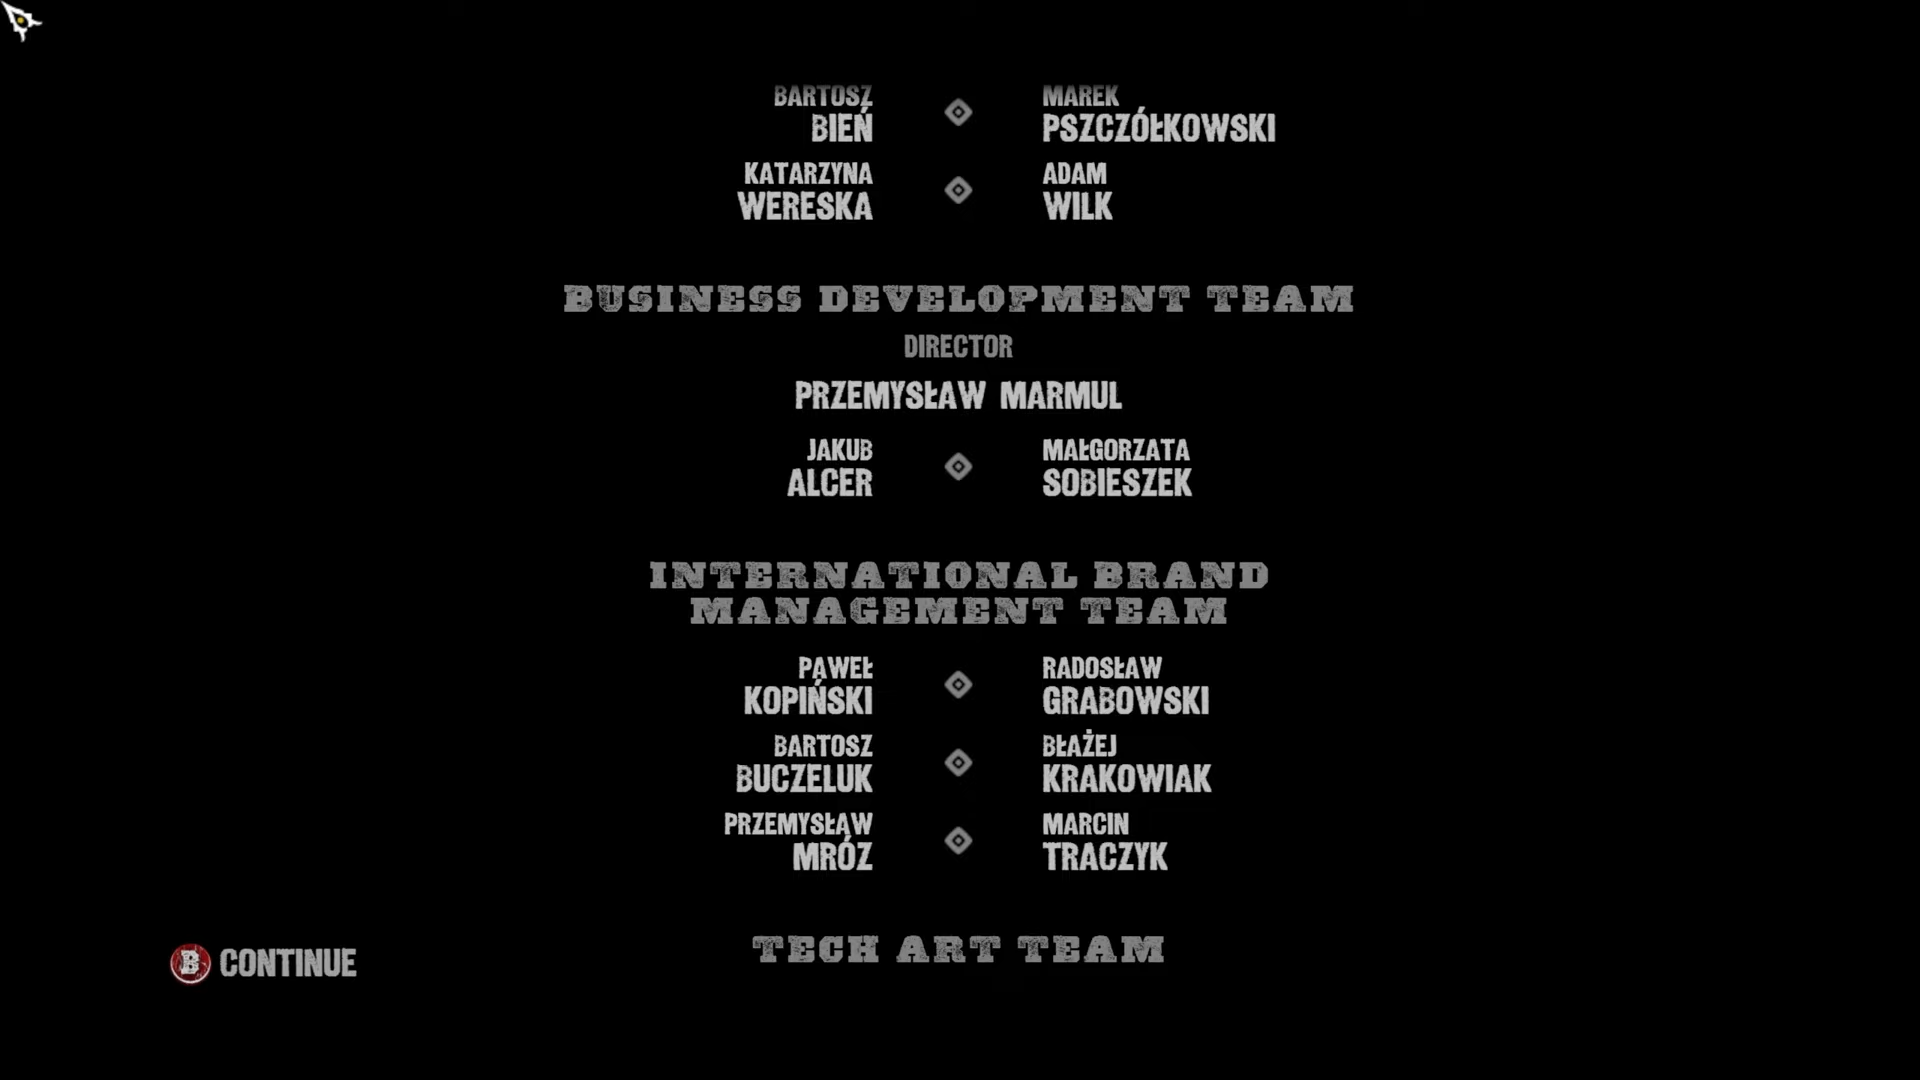 BARTOSZ
BIEŃ
MAREK
PSZCZÓŁKOWSKI
KATARZYNA
WERESKA
ADAM
WILK
BUSINESS DEVELOPMENT TEAM
DIRECTOR
PRZEMYSŁAW MARMUL
JAKUB
ALCER
MAŁGORZATA
SOBIESZEK
INTERNATIONAL BRAND
MANAGEMENT TEAM
PAWEŁ
KOPIŃSKI
RADOSŁAW
GRABOWSKI
BARTOSZ
BUCZELUK
BŁAŻEJ
KRAKOWIAK
PRZEMYSŁAW
MRÓZ
MARCIN
TRACZYK
TECH ART TEAM
B CONTINUE